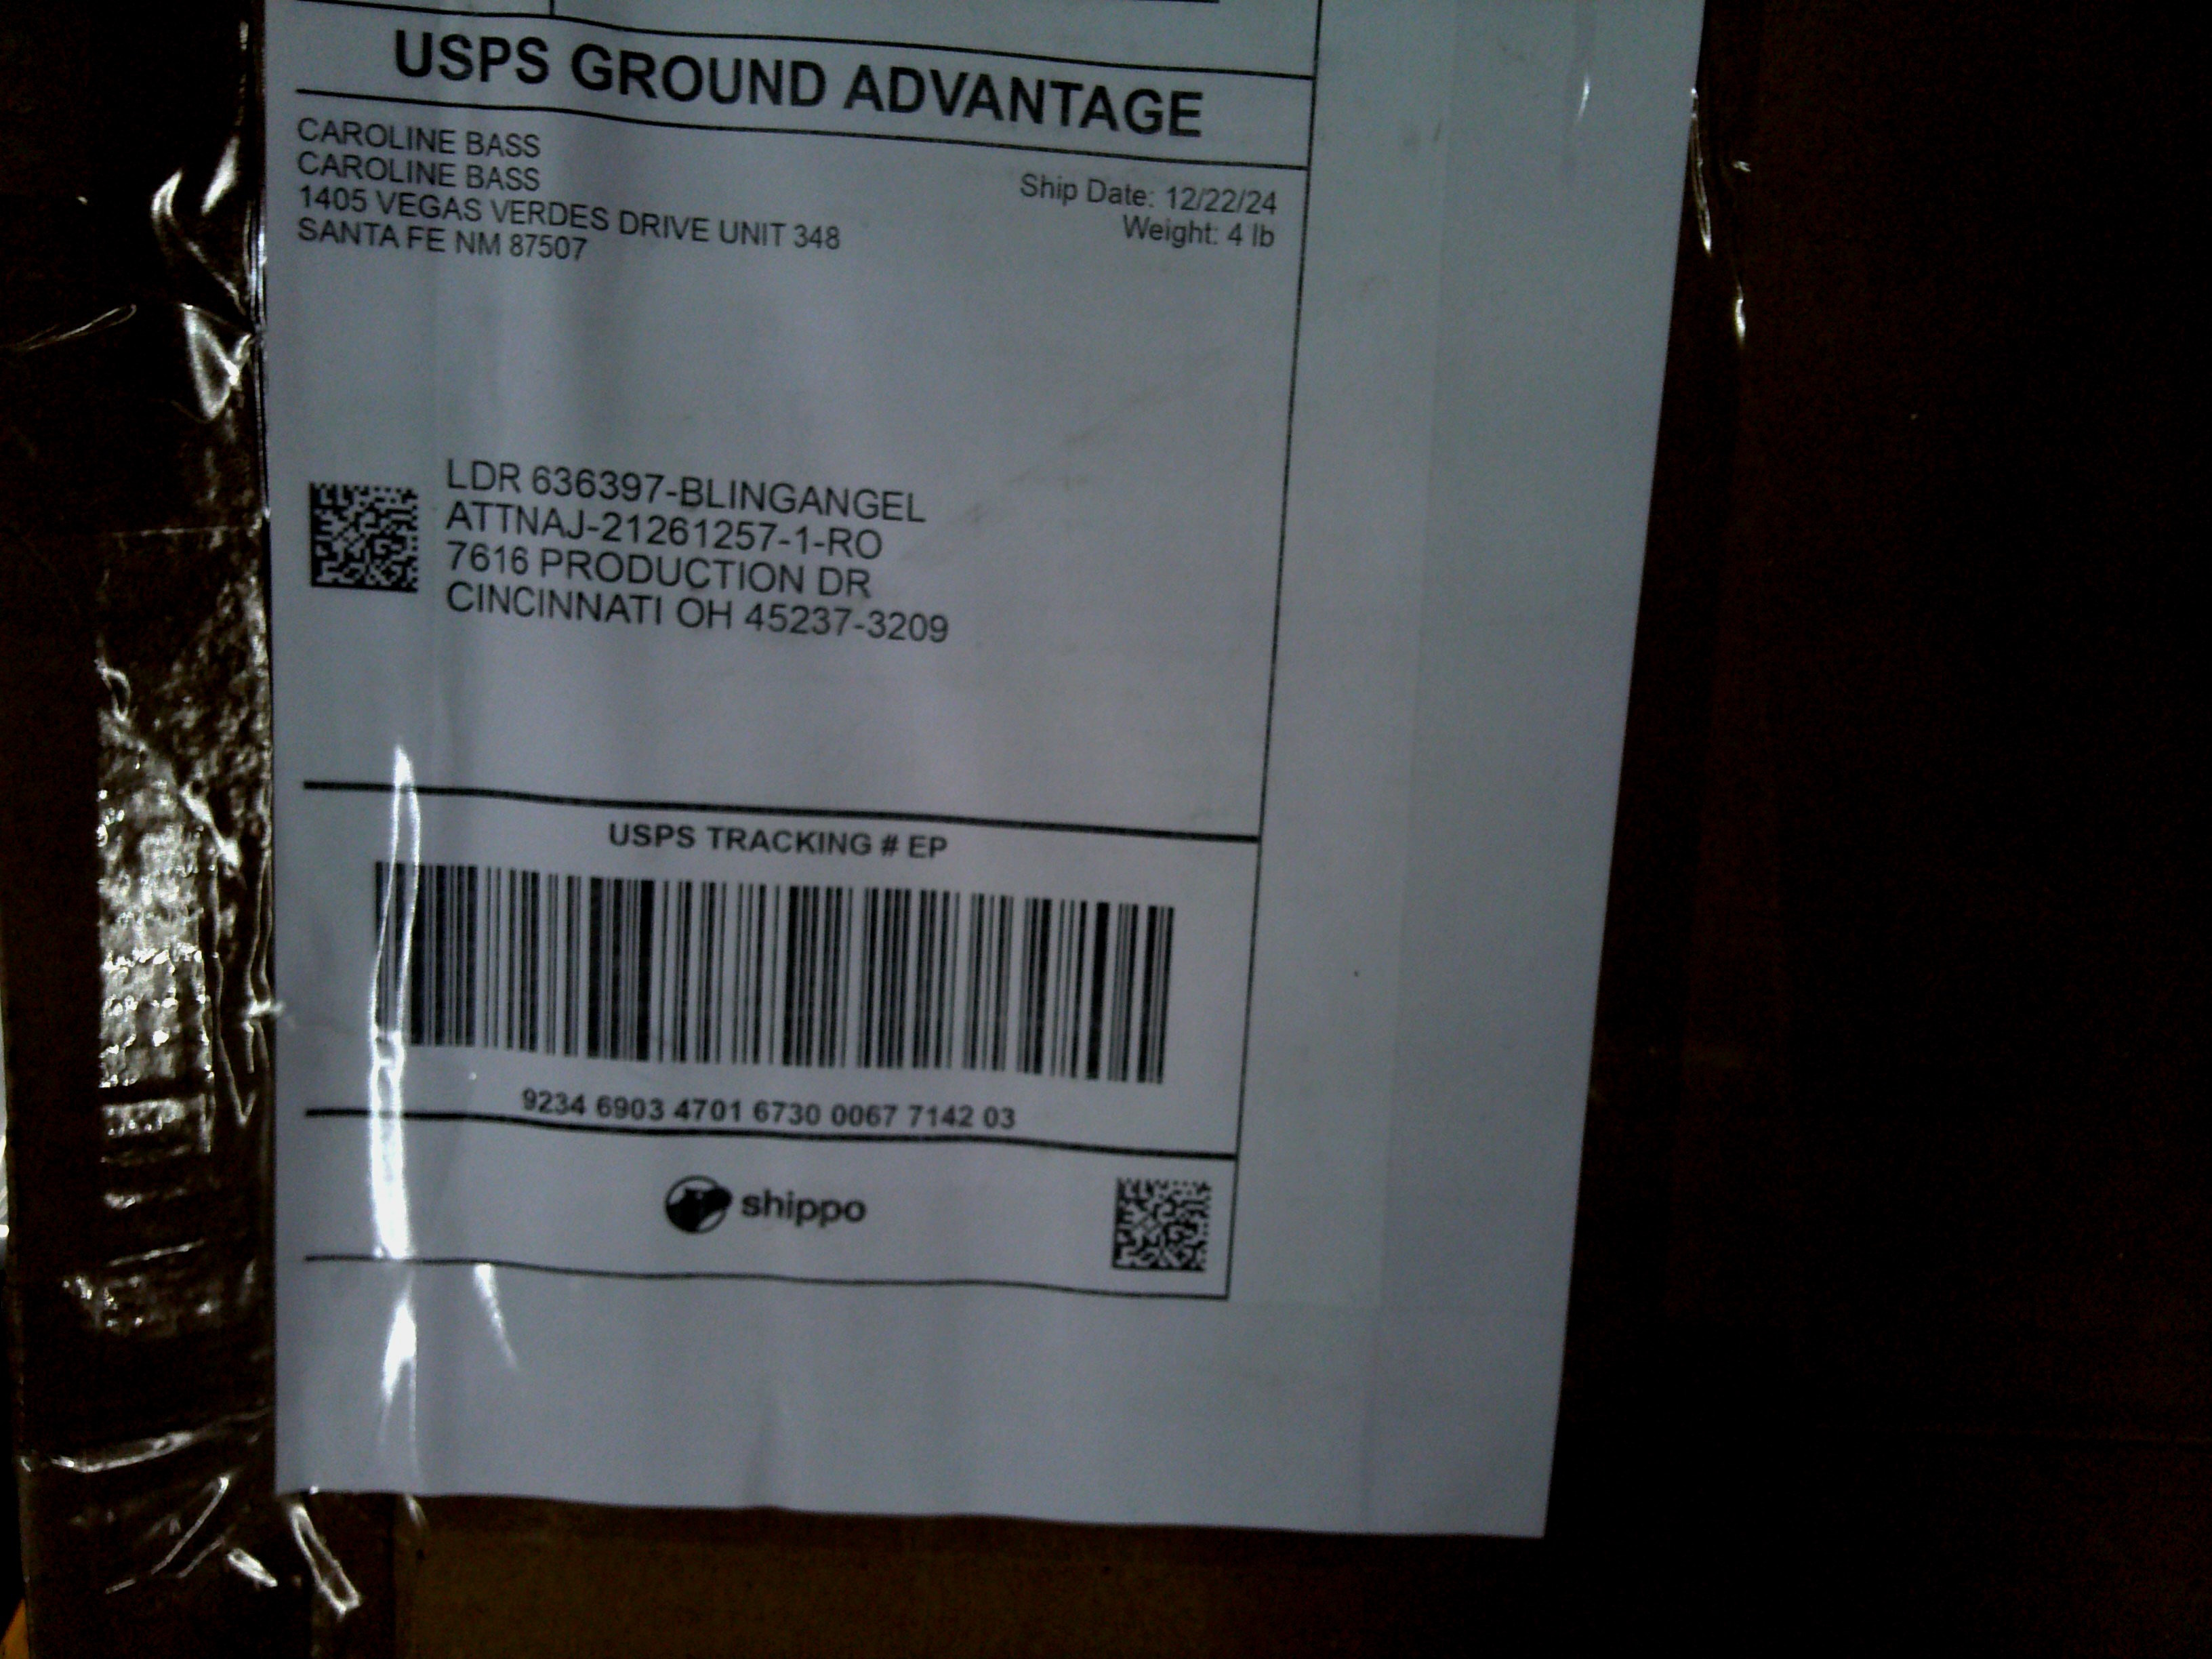 USPS GROUND ADVANTAGE
CAROLINE BASS
CAROLINE BASS
1405 VEGAS VERDES DRIVE UNIT 348
SANTA FE NM 87507
Ship Date: 12/22/24
Weight: 4 lb
LDR 636397-BLINGANGEL
ATTNAJ-21261257-1-RO
7616 PRODUCTION DR
CINCINNATI OH 45237-3209
USPS TRACKING # EP
9234 6903 4701 6730 0067 7142 03
shippo